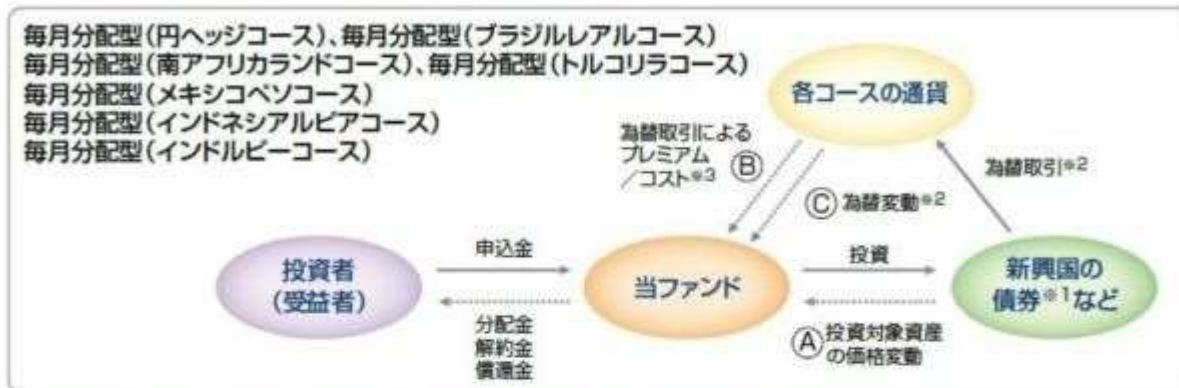 毎月分配型(円ヘッジコース)、毎月分配型(ブラジルレアルコース)
毎月分配型(南アフリカランドコース)、毎月分配型(トルコリラコース)
毎月分配型(メキシコペソコース)
毎月分配型(インドネシアルピアコース)
毎月分配型(インドルピーコース)
各コースの通貨
為替取引による
プレミアム
/コスト※3
Ⓑ
Ⓒ為替変動※2
為替取引※2
投資者
(受益者)
申込金
分配金
解約金
償還金
当ファンド
投資
Ⓐ投資対象資産
の価格変動
新興国の
債券※1など